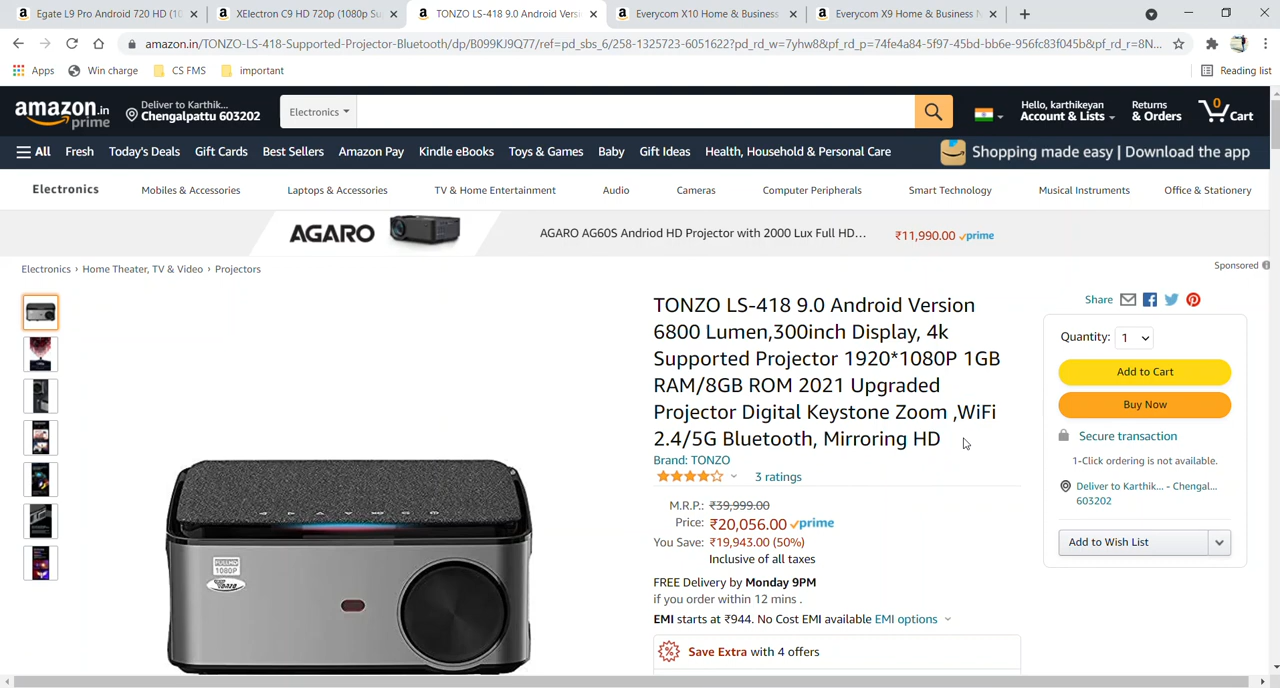 Egate L9 Pro Android 720 HD (10
XElectron C9 HD 720p (1080p Su
TONZO LS-418 9.0 Android Versi
Everycom X10 Home & Business
Everycom X9 Home & Business
amazon.in/TONZO-LS-418-Supported-Projector-Bluetooth/dp/B099KJPQ77/ref=pd_sbs_6/258-1325723-6051622?pd_rd_w=7yhw8&pf_rd_p=74fe4a84-5f97-45bd-bb6e-956fc83f045b&pf_rd_r=8N...
Apps
Win charge
CS FMS
important
Reading list
amazon.in
prime
Deliver to Karthik...
Chengalpattu 603202
Electronics
Hello, karthikeyan
Account & Lists
Returns
& Orders
0
Cart
All
Fresh
Today's Deals
Gift Cards
Best Sellers
Amazon Pay
Kindle eBooks
Toys & Games
Baby
Gift Ideas
Health, Household & Personal Care
Shopping made easy | Download the app
Electronics
Mobiles & Accessories
Laptops & Accessories
TV & Home Entertainment
Audio
Cameras
Computer Peripherals
Smart Technology
Musical Instruments
Office & Stationery
AGARO
AGARO AG60S Andriod HD Projector with 2000 Lux Full HD...
₹11,990.00 prime
Sponsored
Electronics › Home Theater, TV & Video › Projectors
TONZO LS-418 9.0 Android Version
6800 Lumen,300inch Display, 4k
Supported Projector 1920*1080P 1GB
RAM/8GB ROM 2021 Upgraded
Projector Digital Keystone Zoom ,WiFi
2.4/5G Bluetooth, Mirroring HD
Brand: TONZO
3 ratings
M.R.P.: ₹39,999.00
Price: ₹20,056.00 prime
You Save: ₹19,943.00 (50%)
Inclusive of all taxes
FREE Delivery by Monday 9PM
if you order within 12 mins .
EMI starts at ₹944. No Cost EMI available EMI options
Save Extra with 4 offers
Share
Quantity: 1
Add to Cart
Buy Now
Secure transaction
1-Click ordering is not available.
Deliver to Karthik... - Chengal...
603202
Add to Wish List
FULLHD
1080P
TONZO